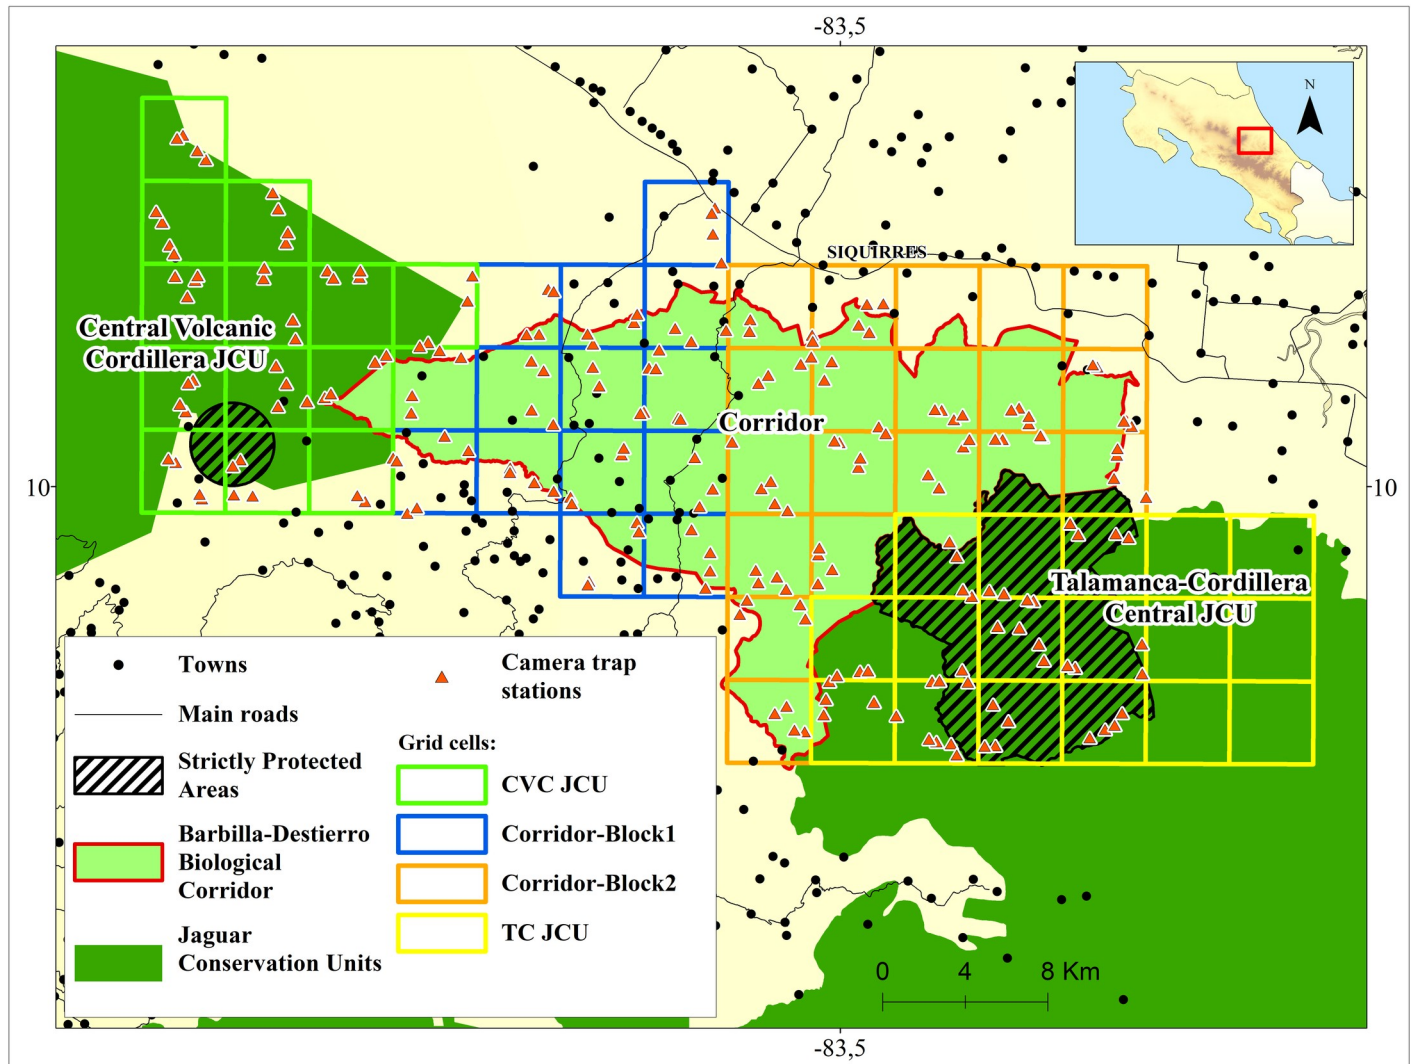 -83,5
N
SIQUIRRES
Central Volcanic
Cordillera JCU
Corridor
10
10
Talamanca-Cordillera
Central JCU
Towns
Camera trap
stations
Main roads
Strictly Protected
Areas
Grid cells:
CVC JCU
Barbilla-Destierro
Biological
Corridor
Corridor-Block1
Corridor-Block2
Jaguar
Conservation Units
TC JCU
0 4 8 Km
-83,5